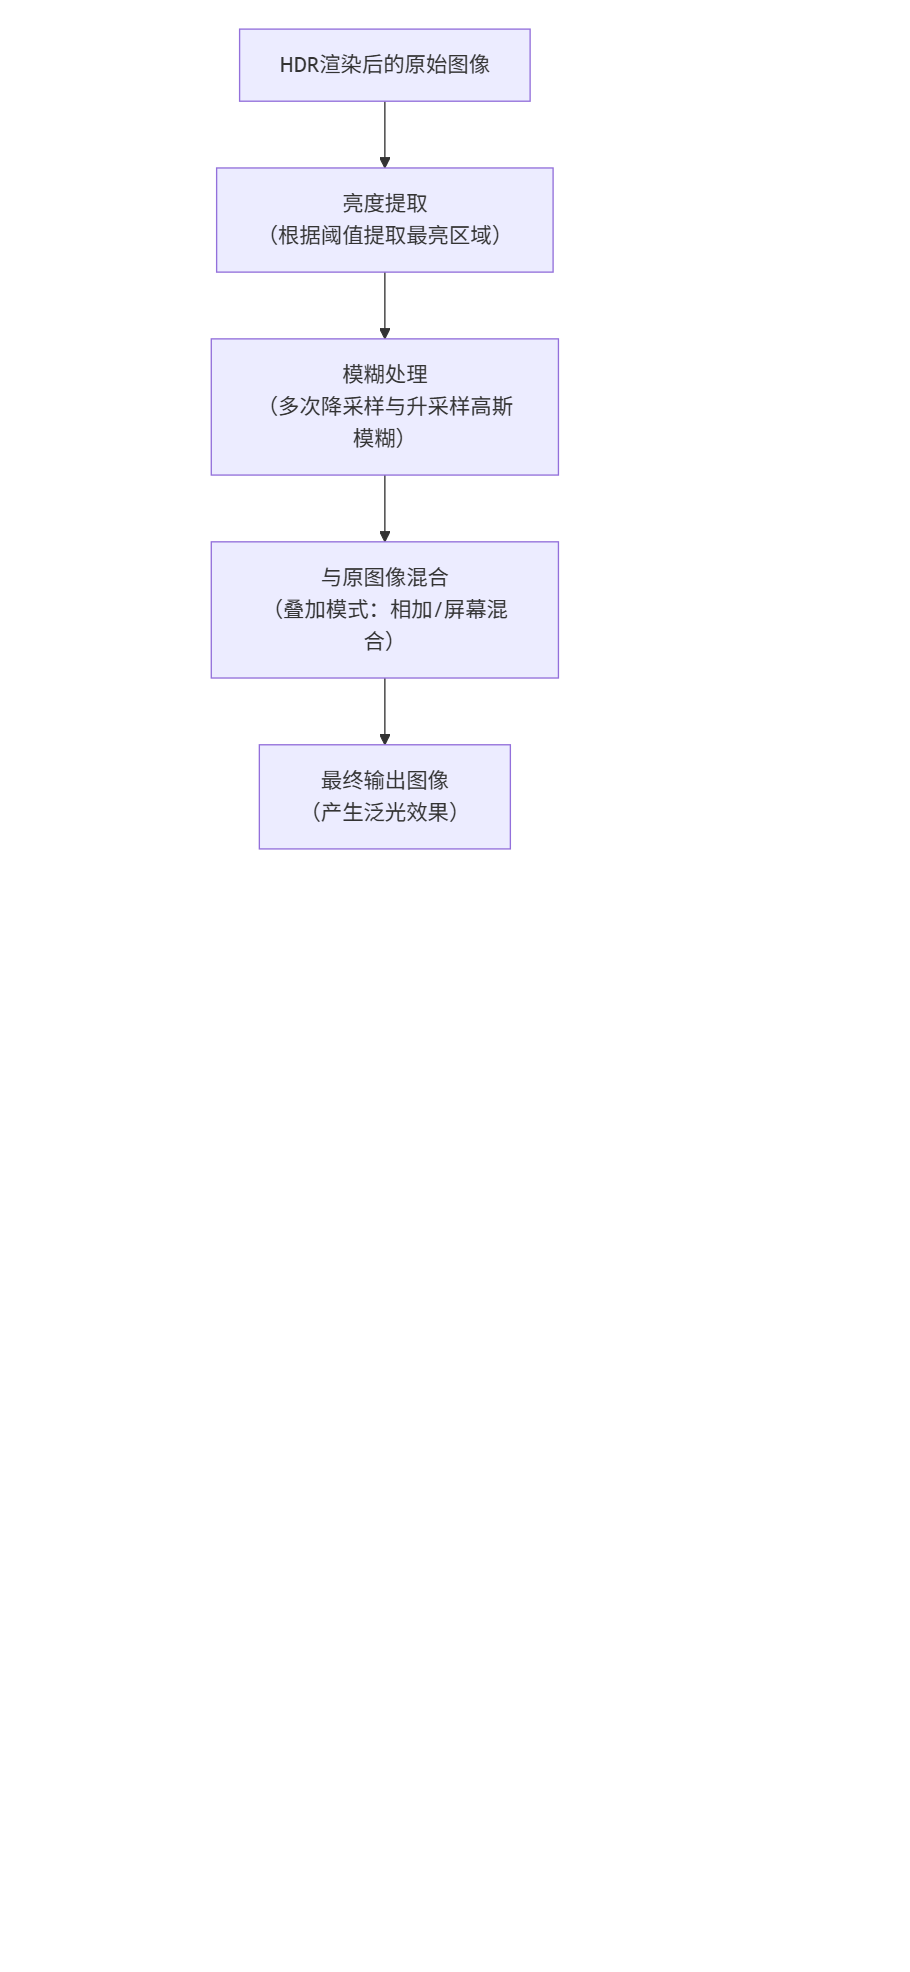 HDR渲染后的原始图像
亮度提取
（根据阈值提取最亮区域）
模糊处理
（多次降采样与升采样高斯
模糊）
与原图像混合
（叠加模式：相加/屏幕混
合）
最终输出图像
（产生泛光效果）